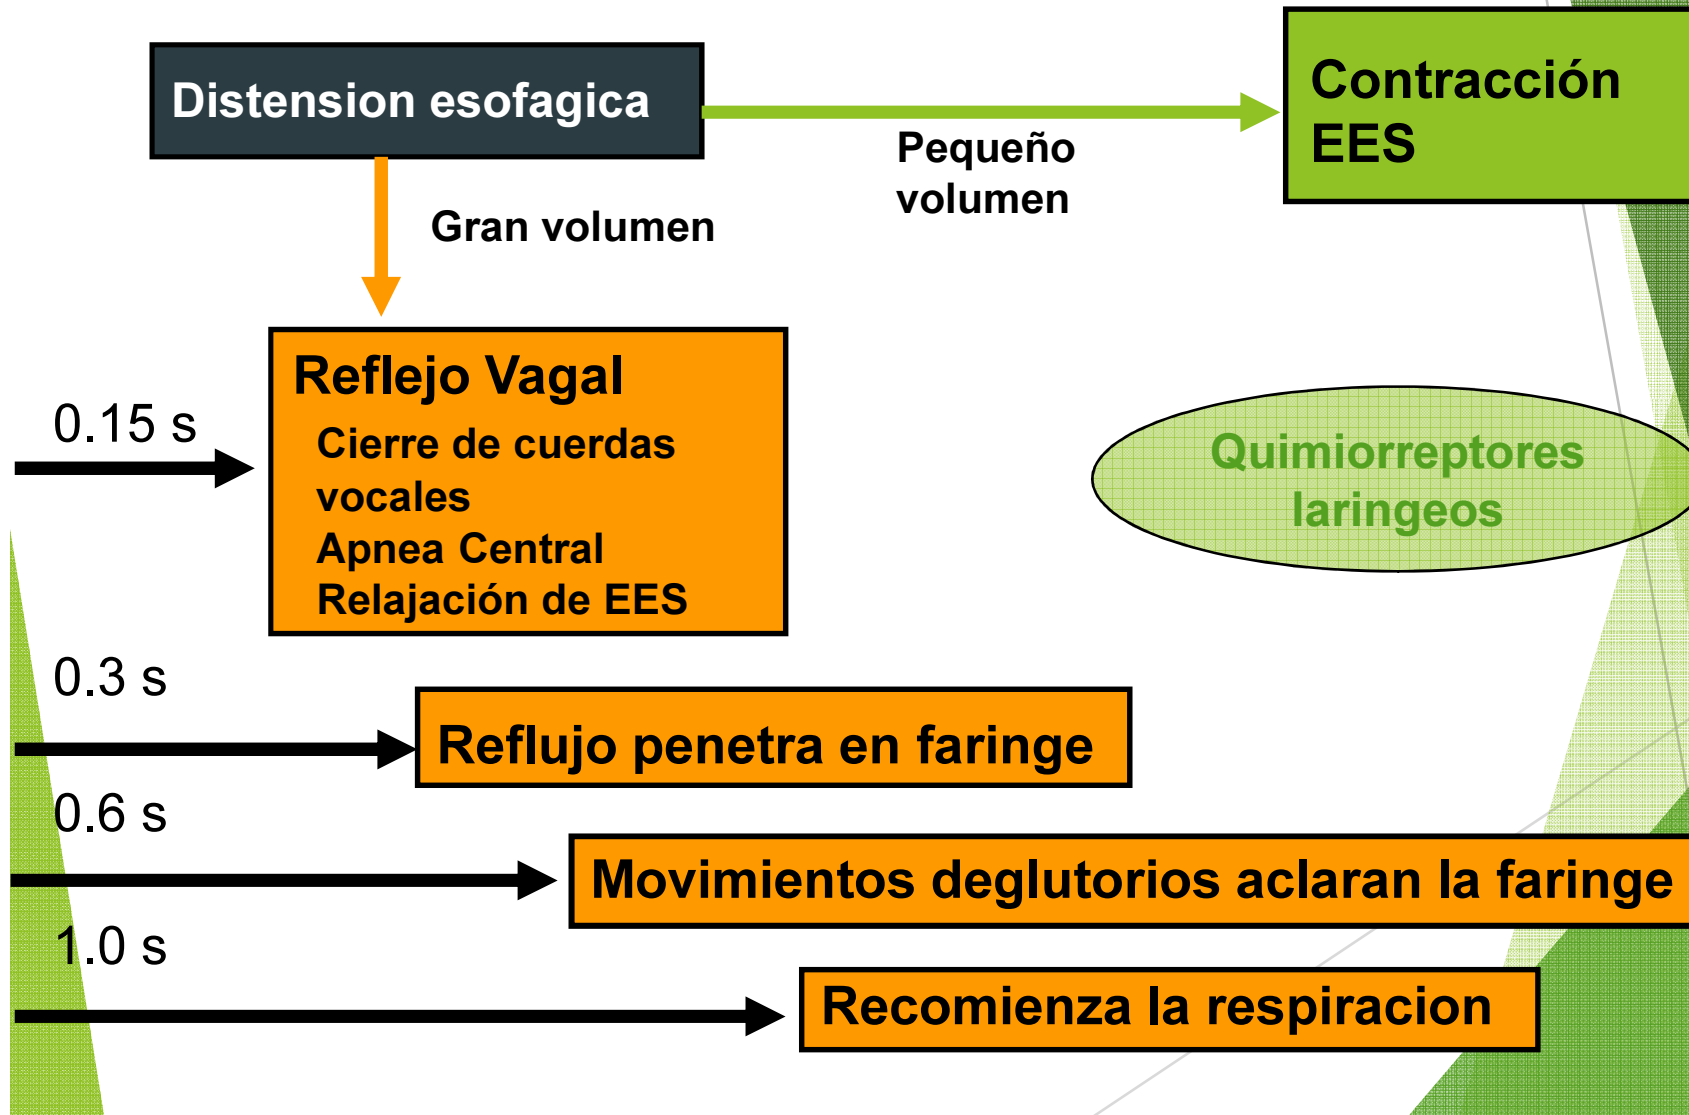 Distension esofagica
Contracción
EES
Pequeño
volumen
Gran volumen
0.15 s
Reflejo Vagal
Cierre de cuerdas
vocales
Apnea Central
Relajación de EES
Quimiorreptores
laringeos
0.3 s
Reflujo penetra en faringe
0.6 s
Movimientos deglutorios aclaran la faringe
1.0 s
Recomienza la respiracion